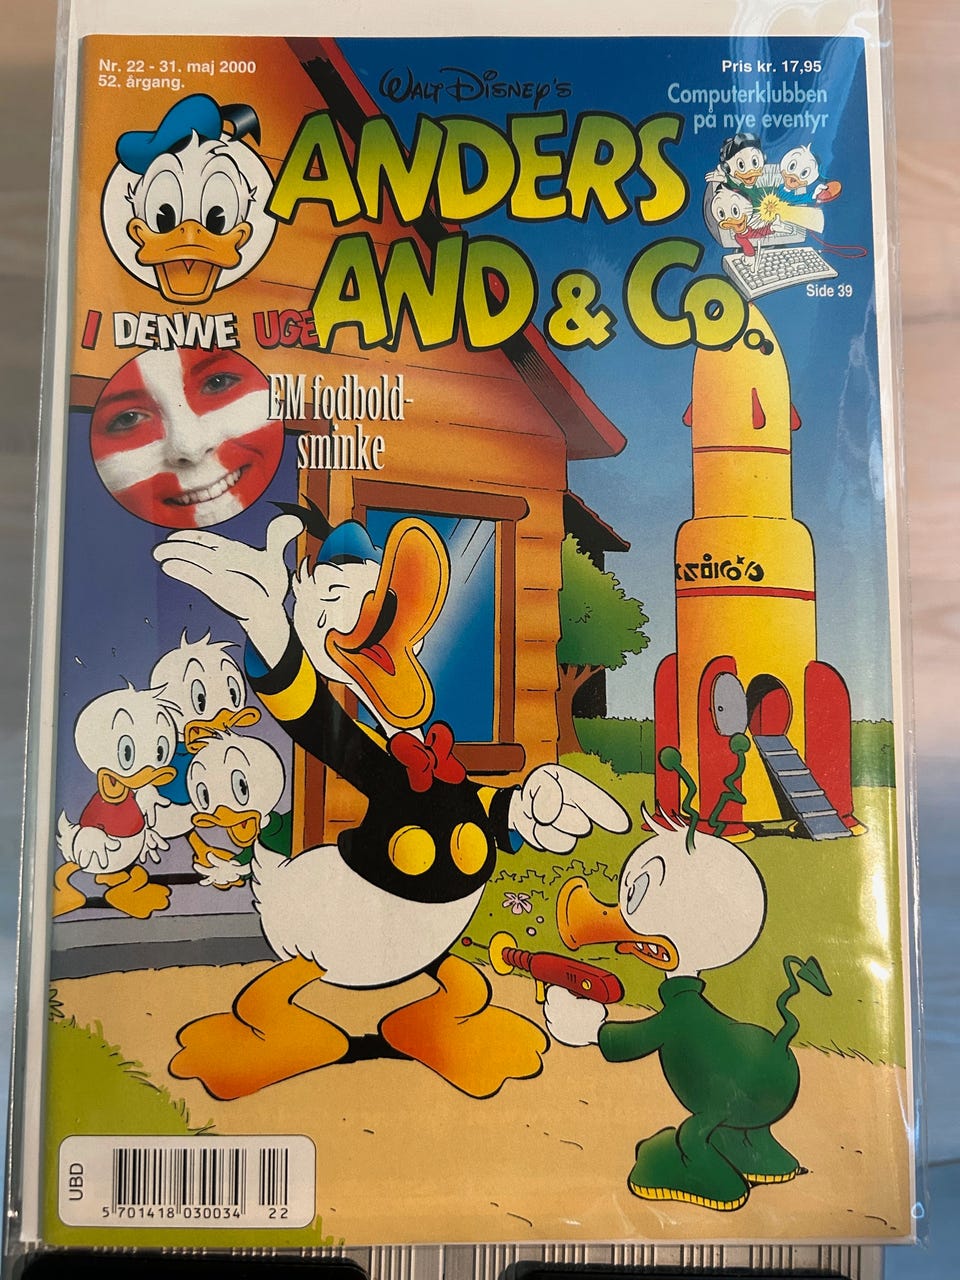 Nr. 22 - 31. maj 2000
52. årgang.
Pris kr. 17,95
WALT DISNEY'S
ANDERS
AND & Co.
Computerklubben
på nye eventyr
Side 39
I DENNE UGE
EM fodbold-
sminke
UBD
5 701418 030034
22